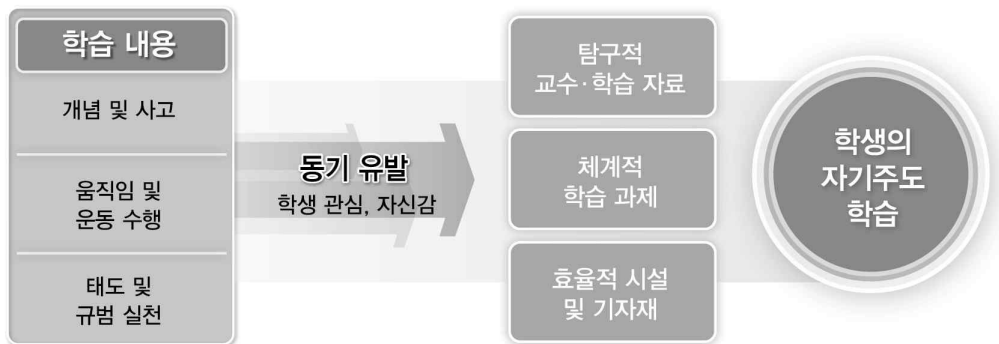 학습 내용
개념 및 사고
움직임 및
운동 수행
태도 및
규범 실천
동기 유발
학생 관심, 자신감
탐구적
교수·학습 자료
체계적
학습 과제
효율적 시설
및 기자재
학생의
자기주도
학습